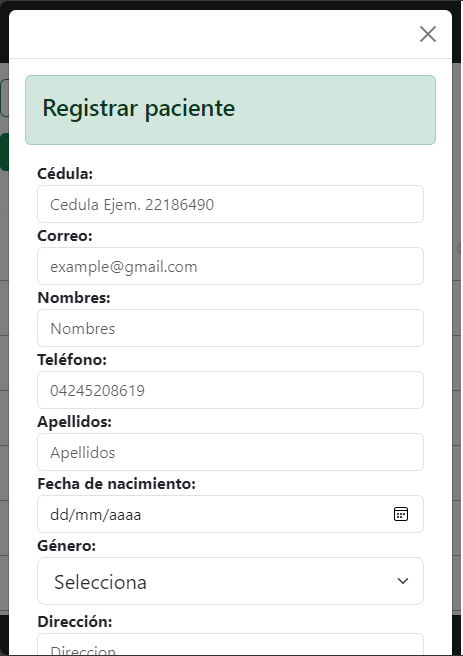 Registrar paciente
Cédula:
Cedula Ejem. 22186490
Correo:
example@gmail.com
Nombres:
Nombres
Teléfono:
04245208619
Apellidos:
Apellidos
Fecha de nacimiento:
dd/mm/aaaa
Género:
Selecciona
Dirección:
Direccion